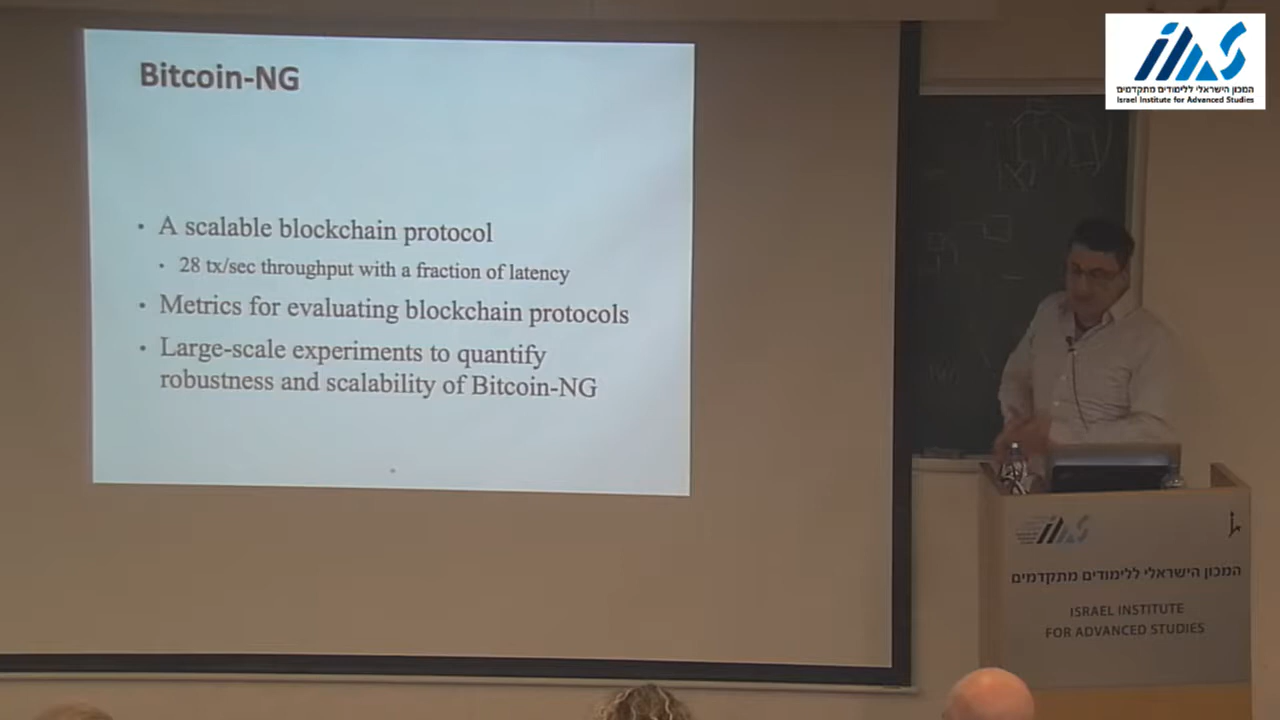 Bitcoin-NG
• A scalable blockchain protocol
• 28 tx/sec throughput with a fraction of latency
• Metrics for evaluating blockchain protocols
• Large-scale experiments to quantify
robustness and scalability of Bitcoin-NG
המכון הישראלי ללימודים מתקדמים
Israel Institute for Advanced Studies
המכון הישראלי ללימודים מתקדמים
ISRAEL INSTITUTE
FOR ADVANCED STUDIES